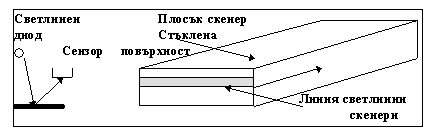 Светлинен
диод
Сензор
Плосък скенер
Стъклена
повърхност
Линия светлинни
скенери